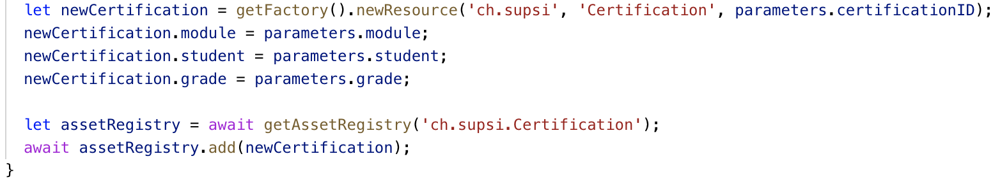 let newCertification = getFactory().newResource('ch.supsi', 'Certification', parameters.certificationID);
newCertification.module = parameters.module;
newCertification.student = parameters.student;
newCertification.grade = parameters.grade;
let assetRegistry = await getAssetRegistry('ch.supsi.Certification');
await assetRegistry.add(newCertification);
}